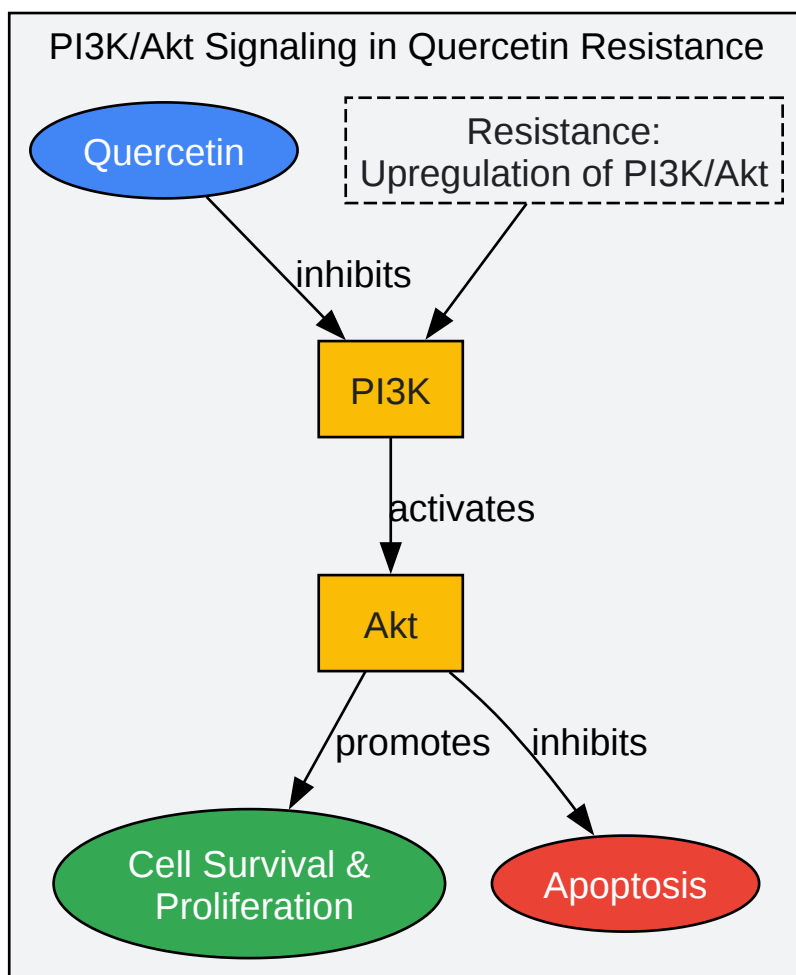 PI3K/Akt Signaling in Quercetin Resistance
Quercetin
Resistance:
Upregulation of PI3K/Akt
inhibits
PI3K
activates
Akt
promotes
inhibits
Cell Survival &
Proliferation
Apoptosis